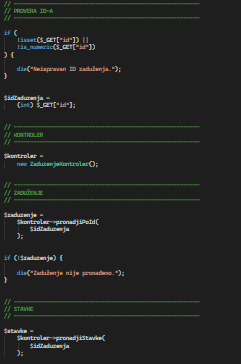 // ------------------------------------------------
// PROVERA ID-A
// ------------------------------------------------
if (
!isset($_GET["id"]) ||
!is_numeric($_GET["id"])
) {
die("Neispravan ID zaduženja.");
}
$idZaduzenja =
(int) $_GET["id"];
// ------------------------------------------------
// KONTROLER
// ------------------------------------------------
$kontroler =
new ZaduzenjeKontroler();
// ------------------------------------------------
// ZADUŽENJE
// ------------------------------------------------
$zaduzenje =
$kontroler->pronadjiPoId(
$idZaduzenja
);
if (!$zaduzenje) {
die("Zaduženje nije pronađeno.");
}
// ------------------------------------------------
// STAVKE
// ------------------------------------------------
$stavke =
$kontroler->pronadjiStavke(
$idZaduzenja
);